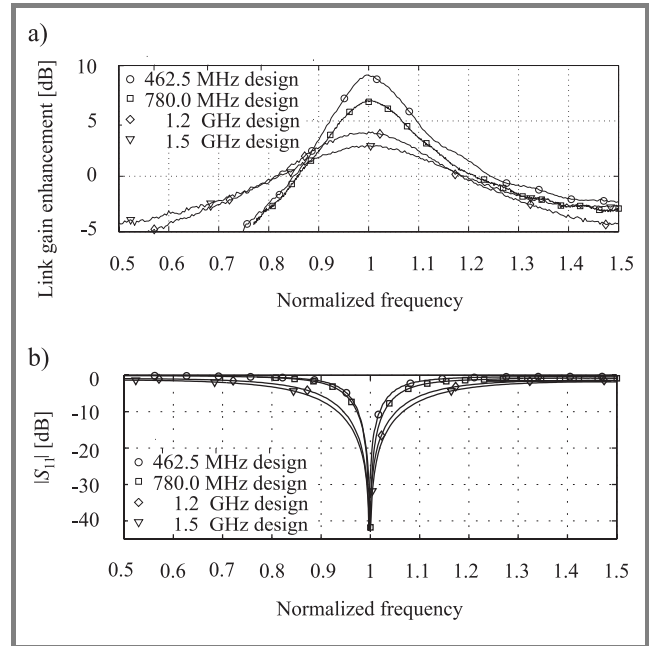 a)
Link gain enhancement [dB]
10
5
0
-5
462.5 MHz design
780.0 MHz design
1.2 GHz design
1.5 GHz design
0.5 0.6 0.7 0.8 0.9 1 1.1 1.2 1.3 1.4 1.5
Normalized frequency
b)
|S11| [dB]
0
-10
-20
-30
-40
462.5 MHz design
780.0 MHz design
1.2 GHz design
1.5 GHz design
0.5 0.6 0.7 0.8 0.9 1 1.1 1.2 1.3 1.4 1.5
Normalized frequency